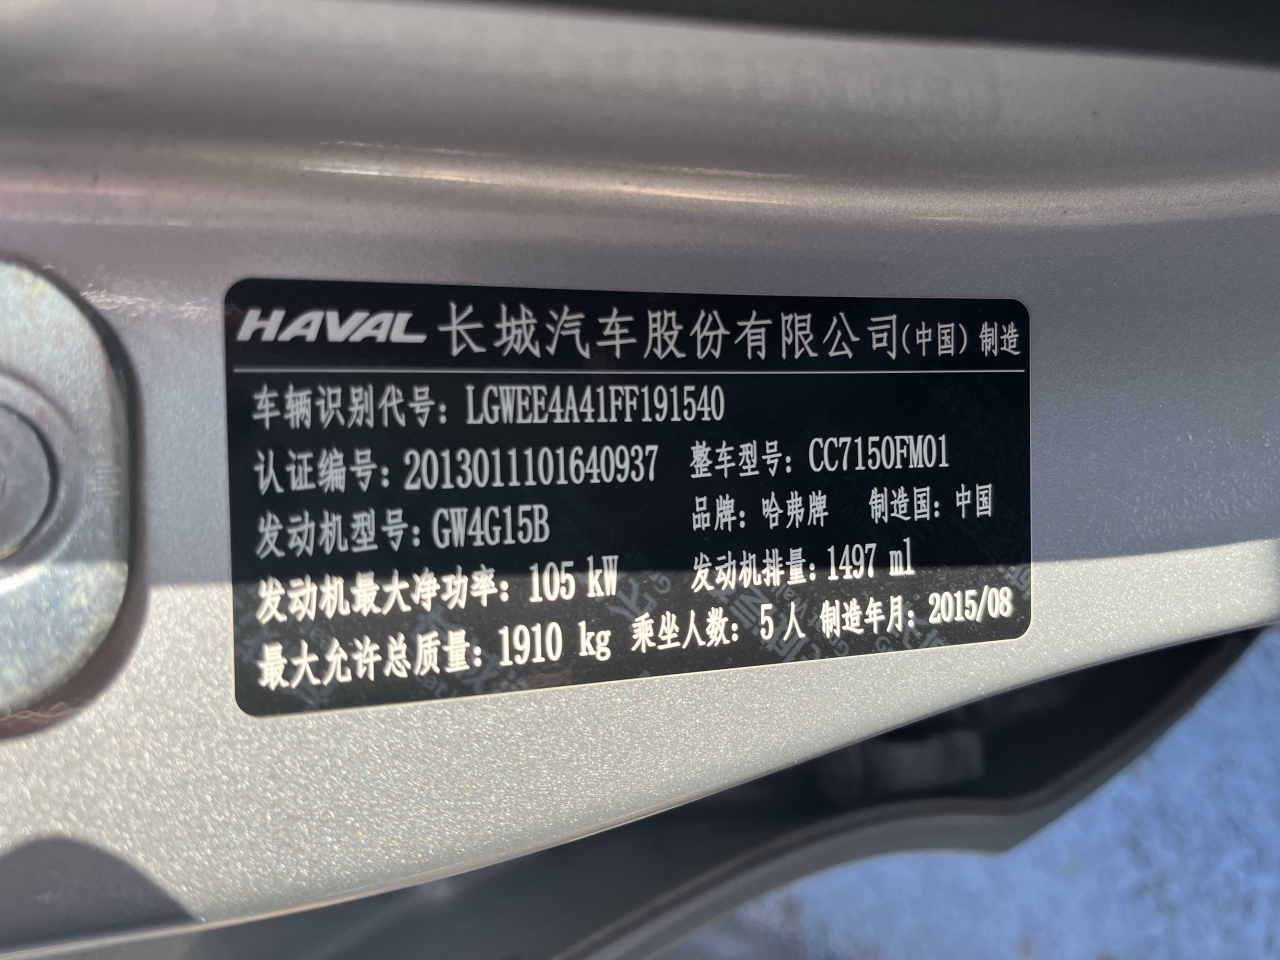 HAVAL 长城汽车股份有限公司(中国) 制造
车辆识别代号: LGWEE4A41FF191540
认证编号: 2013011101640937 整车型号: CC7150FM01
发动机型号: GW4G15B 品牌: 哈弗牌 制造国: 中国
发动机最大净功率: 105 kW 发动机排量: 1497 ml
最大允许总质量: 1910 kg 乘坐人数: 5人 制造年月: 2015/08